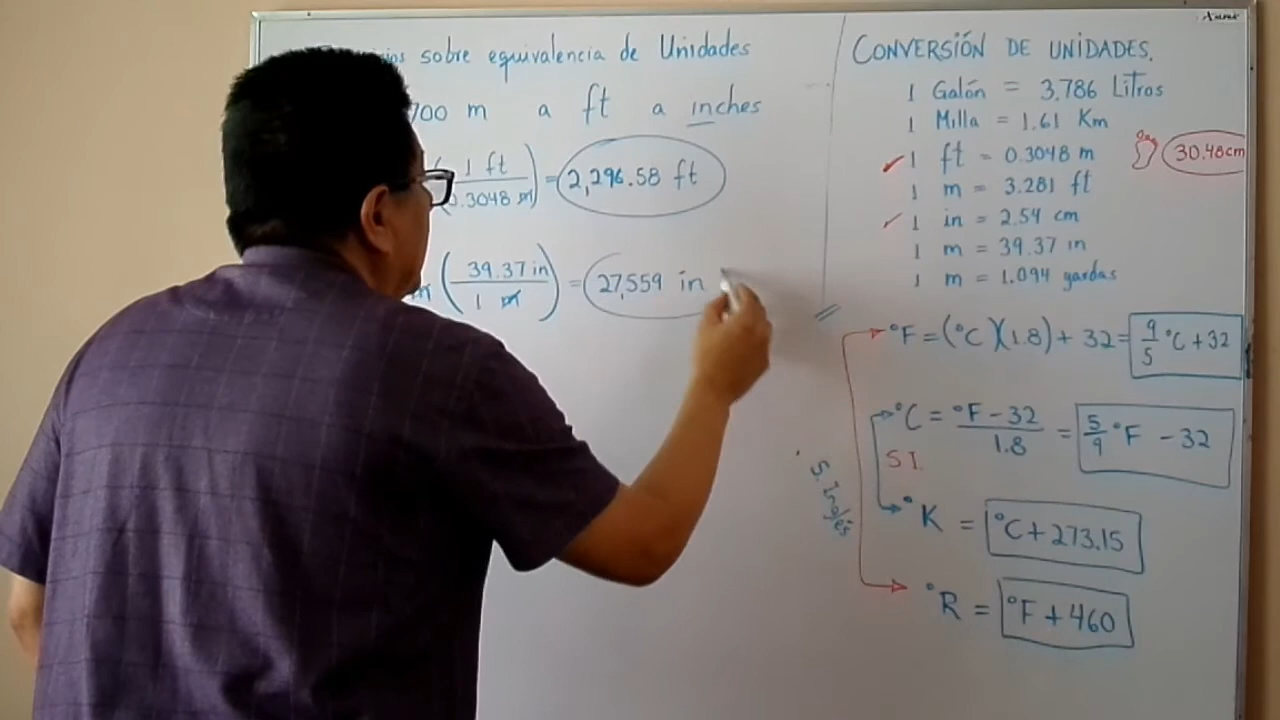 sobre equivalencia de Unidades
700 m a ft a inches
(1 ft / 0.3048 m) = 2,296.58 ft
m (39.37 in / 1 m) = 27,559 in
CONVERSIÓN DE UNIDADES.
1 Galón = 3.786 Litros
1 Milla = 1.61 Km
✓ 1 ft = 0.3048 m 30.48cm
1 m = 3.281 ft
✓ 1 in = 2.54 cm
1 m = 39.37 in
1 m = 1.094 yardas
°F = (°C)(1.8) + 32 = 9/5 °C + 32
°C = °F - 32 / 1.8 = 5/9 °F - 32
S I.
S. Inglés
°K = °C + 273.15
°R = °F + 460